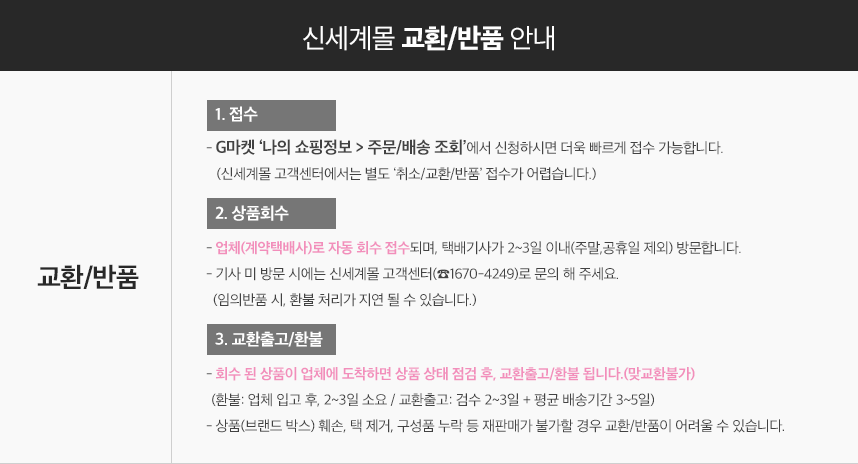 신세계몰 교환/반품 안내
교환/반품
1. 접수
- G마켓 ‘나의 쇼핑정보 > 주문/배송 조회’에서 신청하시면 더욱 빠르게 접수 가능합니다.
(신세계몰 고객센터에서는 별도 ‘취소/교환/반품’ 접수가 어렵습니다.)
2. 상품회수
- 업체(계약택배사)로 자동 회수 접수되며, 택배기사가 2~3일 이내(주말,공휴일 제외) 방문합니다.
- 기사 미 방문 시에는 신세계몰 고객센터(☎1670-4249)로 문의 해 주세요.
(임의반품 시, 환불 처리가 지연 될 수 있습니다.)
3. 교환출고/환불
- 회수 된 상품이 업체에 도착하면 상품 상태 점검 후, 교환출고/환불 됩니다.(맞교환불가)
(환불: 업체 입고 후, 2~3일 소요 / 교환출고: 검수 2~3일 + 평균 배송기간 3~5일)
- 상품(브랜드 박스) 훼손, 택 제거, 구성품 누락 등 재판매가 불가할 경우 교환/반품이 어려울 수 있습니다.